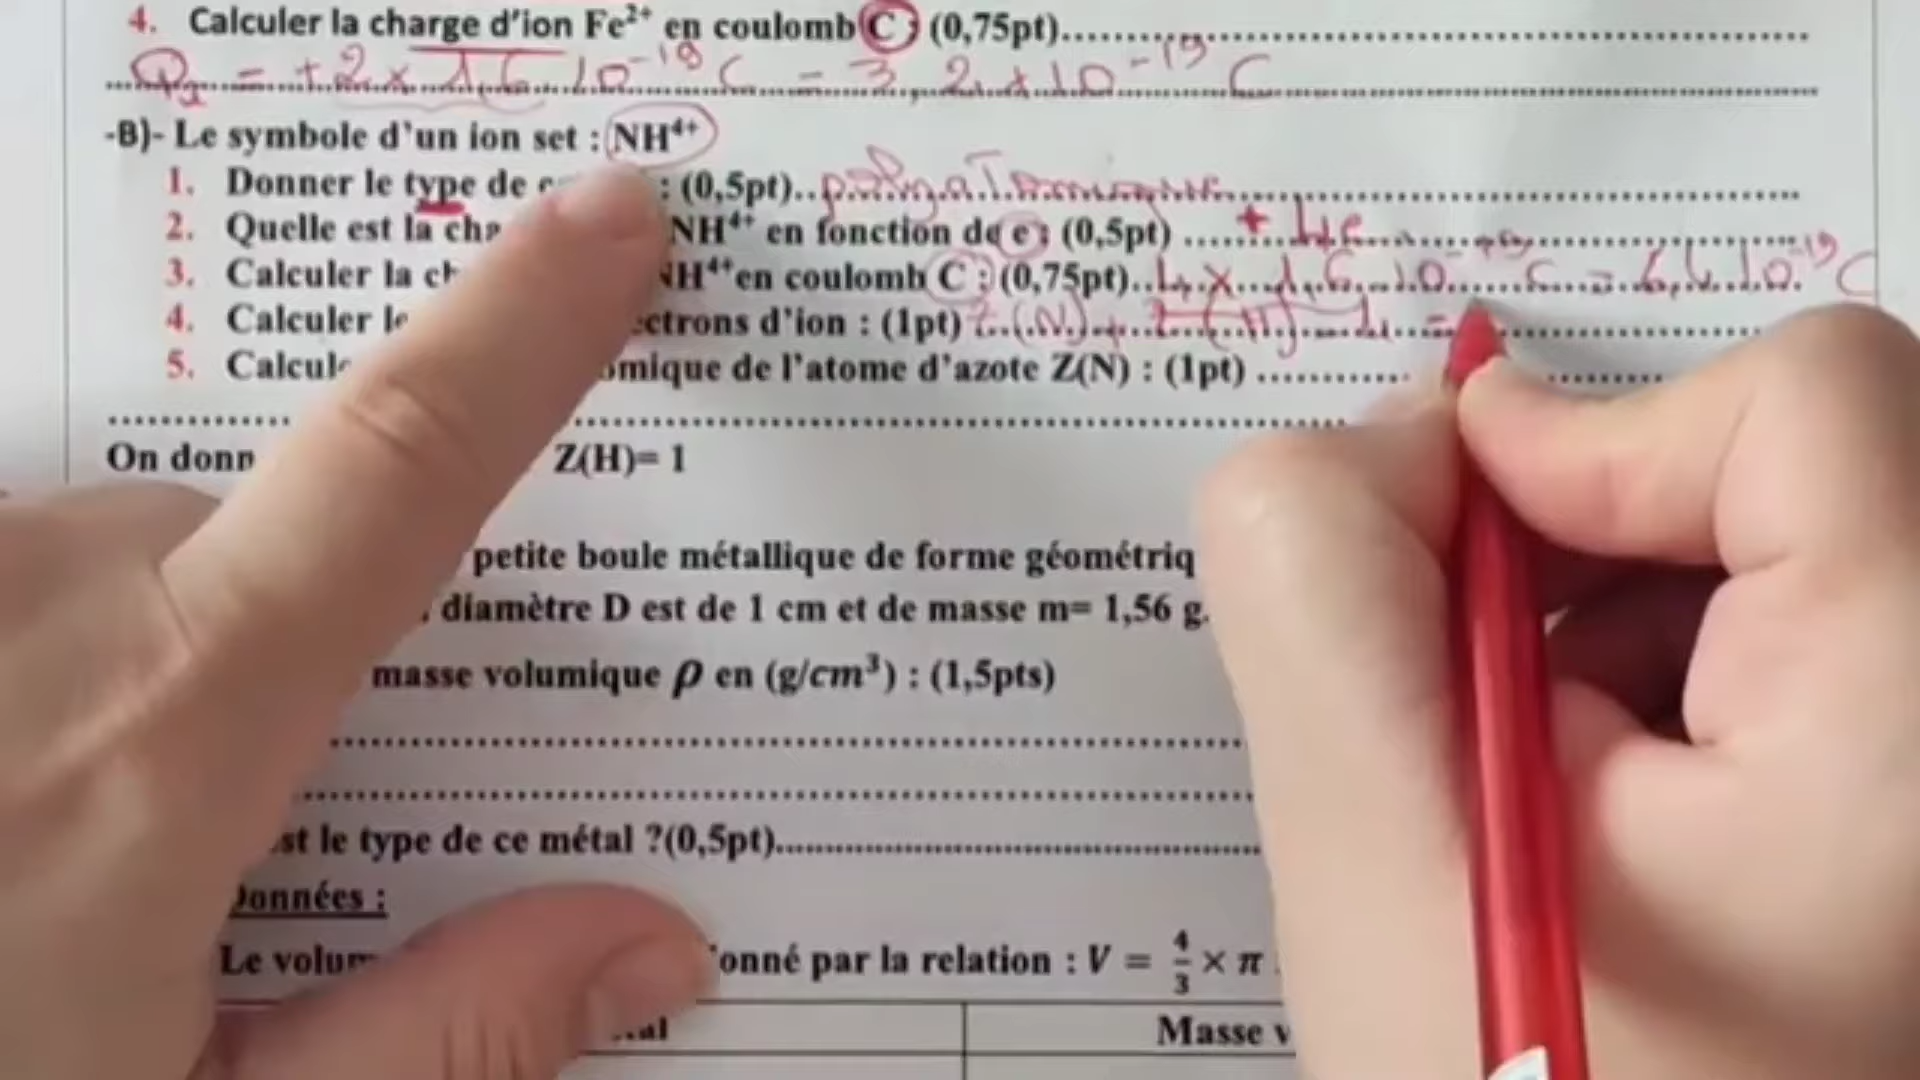 4. Calculer la charge d'ion Fe²⁺ en coulomb C : (0,75pt)
Q₂ = +2 × 1,6 . 10⁻¹⁹ C = 3,2 × 10⁻¹⁹ C
-B)- Le symbole d'un ion set : NH⁴⁺
1. Donner le type de : (0,5pt).. polyatomique
2. Quelle est la cha NH⁴⁺ en fonction de e : (0,5pt) + 4e
3. Calculer la ch NH⁴⁺ en coulomb C : (0,75pt).. 4 × 1,6 . 10⁻¹⁹ C = 6,4 . 10⁻¹⁹ C
4. Calculer le ectrons d'ion : (1pt) Z(N) + Z(H) - 4 =
5. Calcule omique de l'atome d'azote Z(N) : (1pt)
On donn Z(H)= 1
petite boule métallique de forme géométriq
diamètre D est de 1 cm et de masse m= 1,56 g.
masse volumique ρ en (g/cm³) : (1,5pts)
st le type de ce métal ?(0,5pt)
Données :
Le volum onné par la relation : V = 4/3 × π
al Masse v